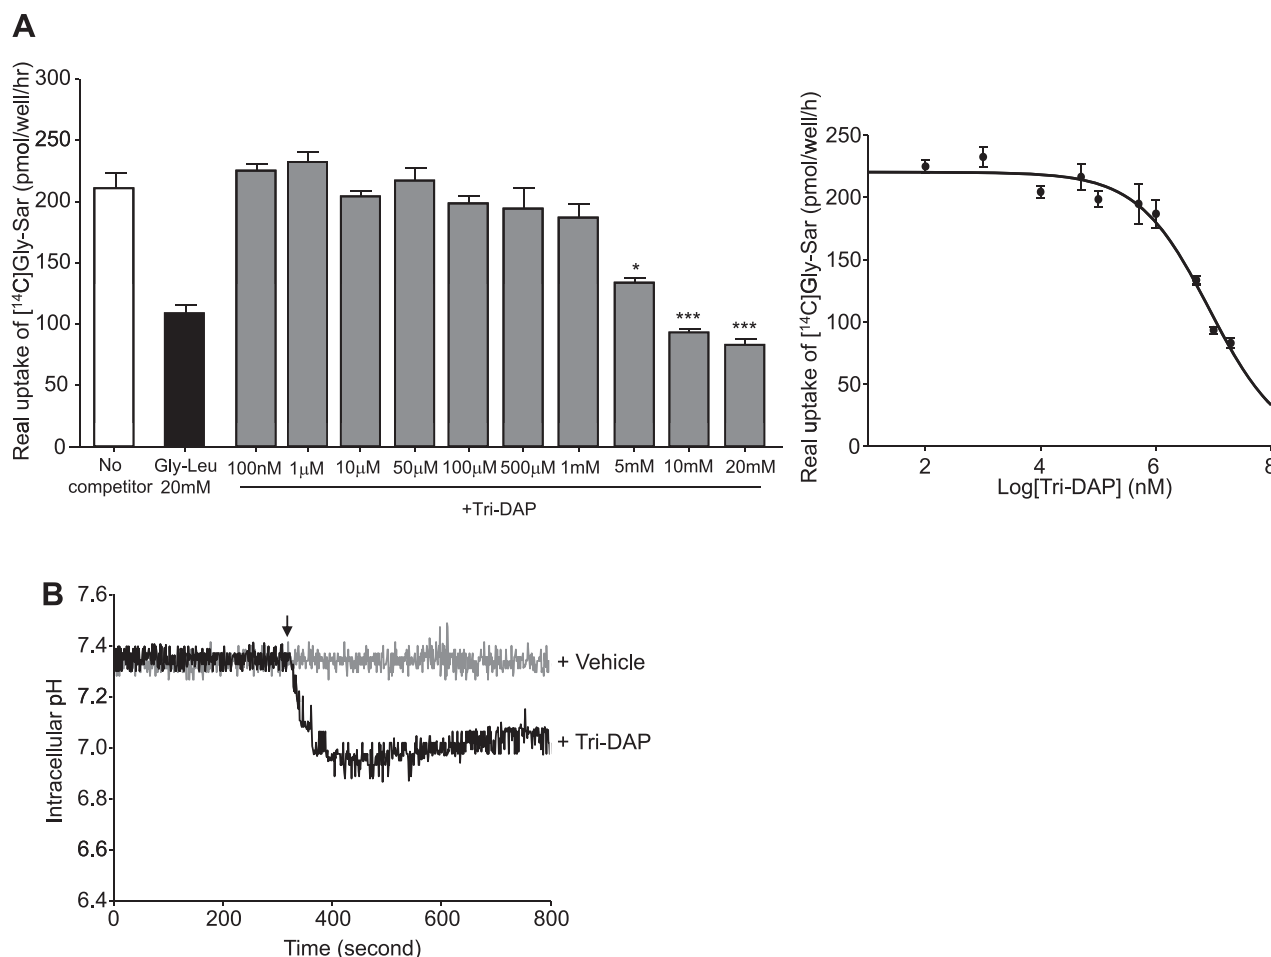 A
Real uptake of [¹⁴C]Gly-Sar (pmol/well/hr)
300
250
200
150
100
50
0
No competitor
Gly-Leu 20mM
100nM 1μM 10μM 50μM 100μM 500μM 1mM 5mM 10mM 20mM
+Tri-DAP
*
***
***
Real uptake of [¹⁴C]Gly-Sar (pmol/well/h)
250
200
150
100
50
0
2 4 6 8
Log[Tri-DAP] (nM)
B
Intracellular pH
7.6
7.4
7.2
7.0
6.8
6.6
6.4
+ Vehicle
+ Tri-DAP
0 200 400 600 800
Time (second)